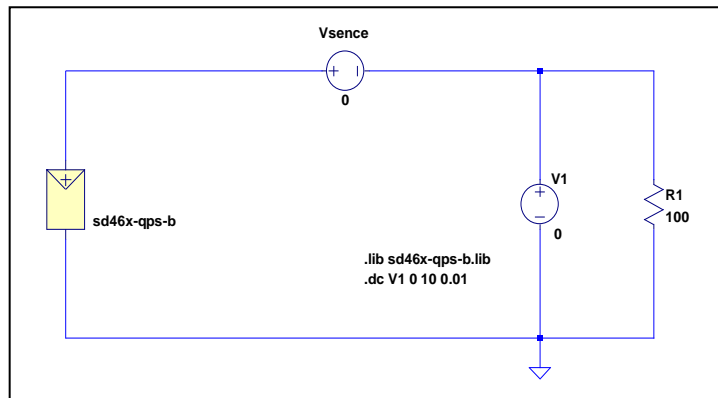 Vsence
+ -
0
+
sd46x-qps-b
V1
+
-
0
R1
100
.lib sd46x-qps-b.lib
.dc V1 0 10 0.01